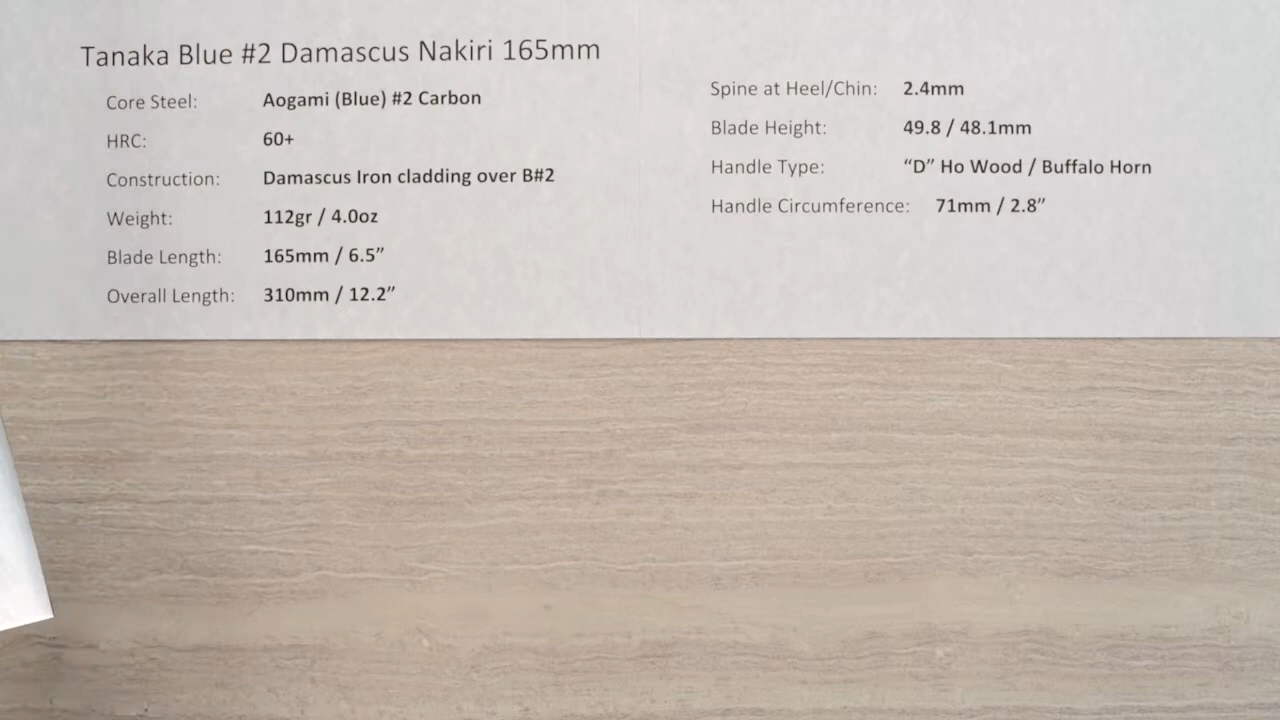 Tanaka Blue #2 Damascus Nakiri 165mm
Core Steel: Aogami (Blue) #2 Carbon
HRC: 60+
Construction: Damascus Iron cladding over B#2
Weight: 112gr / 4.0oz
Blade Length: 165mm / 6.5”
Overall Length: 310mm / 12.2”
Spine at Heel/Chin: 2.4mm
Blade Height: 49.8 / 48.1mm
Handle Type: “D” Ho Wood / Buffalo Horn
Handle Circumference: 71mm / 2.8”